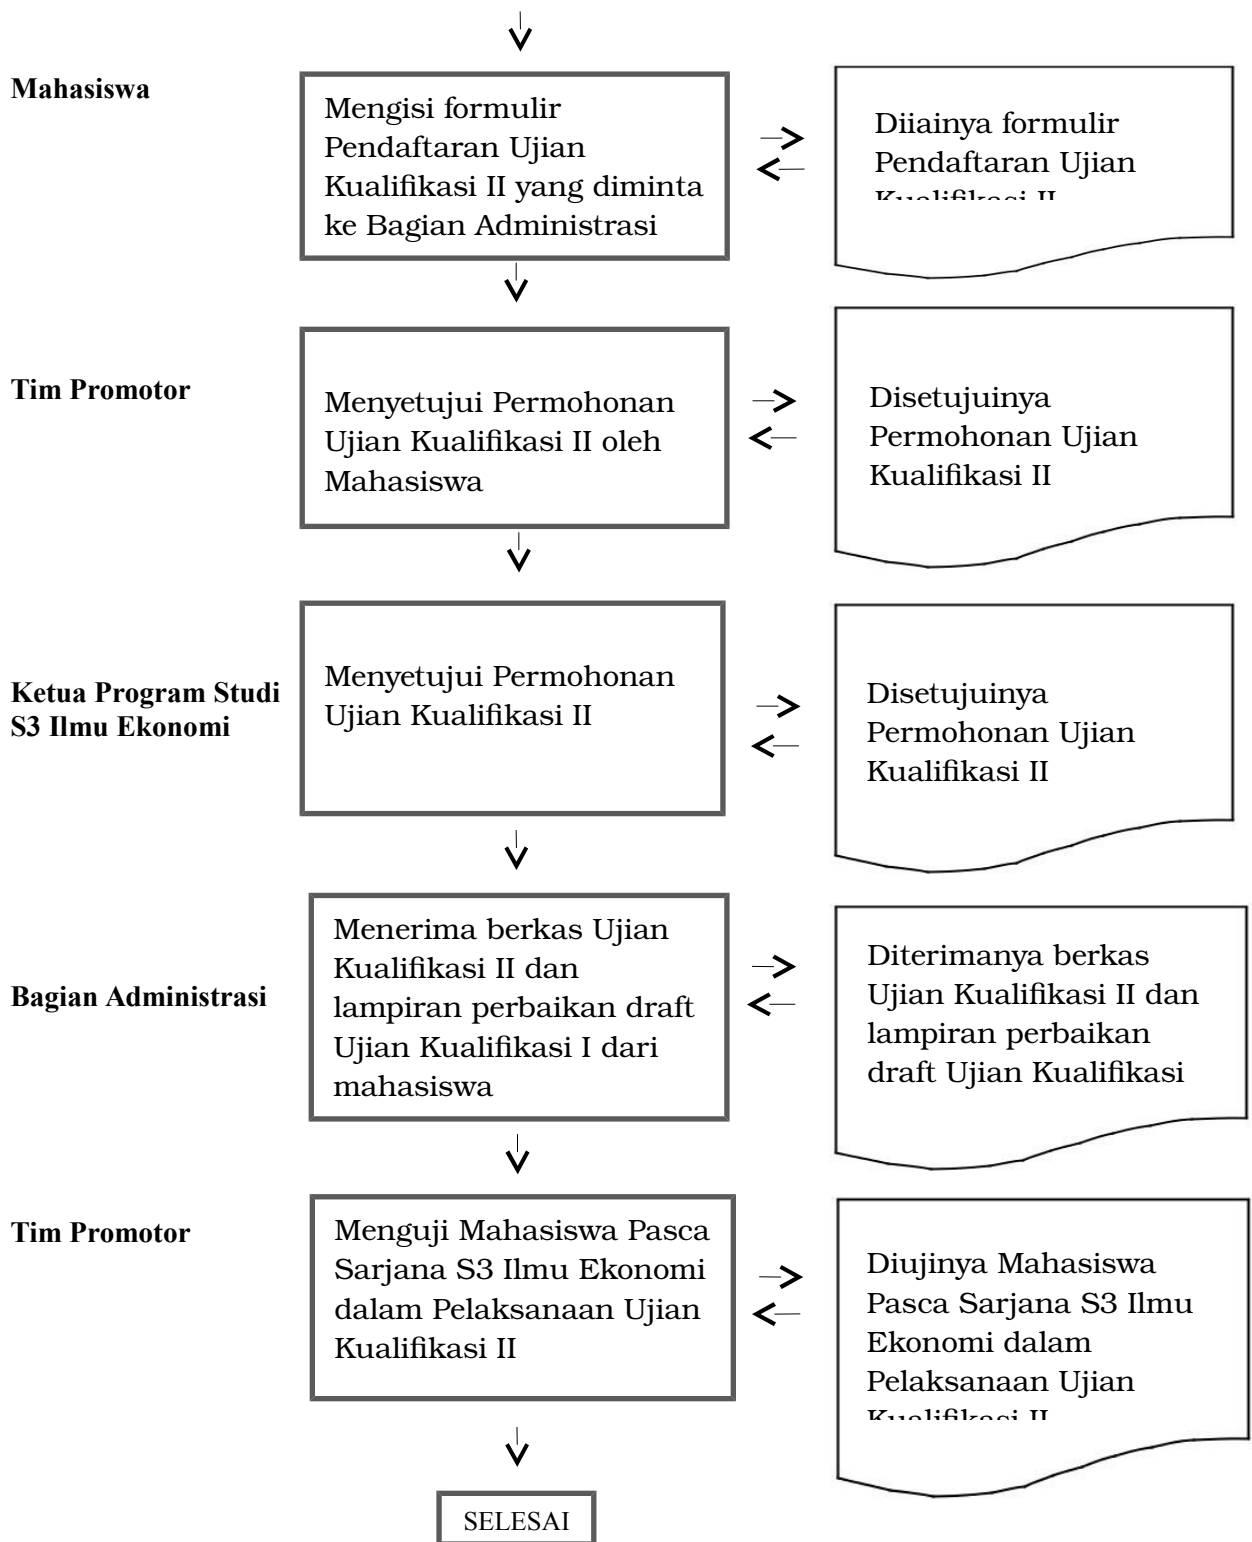 Mahasiswa
Mengisi formulir
Pendaftaran Ujian
Kualifikasi II yang diminta
ke Bagian Administrasi
Diiainya formulir
Pendaftaran Ujian
Kualifikasi II
Tim Promotor
Menyetujui Permohonan
Ujian Kualifikasi II oleh
Mahasiswa
Disetujuinya
Permohonan Ujian
Kualifikasi II
Ketua Program Studi
S3 Ilmu Ekonomi
Menyetujui Permohonan
Ujian Kualifikasi II
Disetujuinya
Permohonan Ujian
Kualifikasi II
Bagian Administrasi
Menerima berkas Ujian
Kualifikasi II dan
lampiran perbaikan draft
Ujian Kualifikasi I dari
mahasiswa
Diterimanya berkas
Ujian Kualifikasi II dan
lampiran perbaikan
draft Ujian Kualifikasi
Tim Promotor
Menguji Mahasiswa Pasca
Sarjana S3 Ilmu Ekonomi
dalam Pelaksanaan Ujian
Kualifikasi II
Diujinya Mahasiswa
Pasca Sarjana S3 Ilmu
Ekonomi dalam
Pelaksanaan Ujian
Kualifikasi II
SELESAI